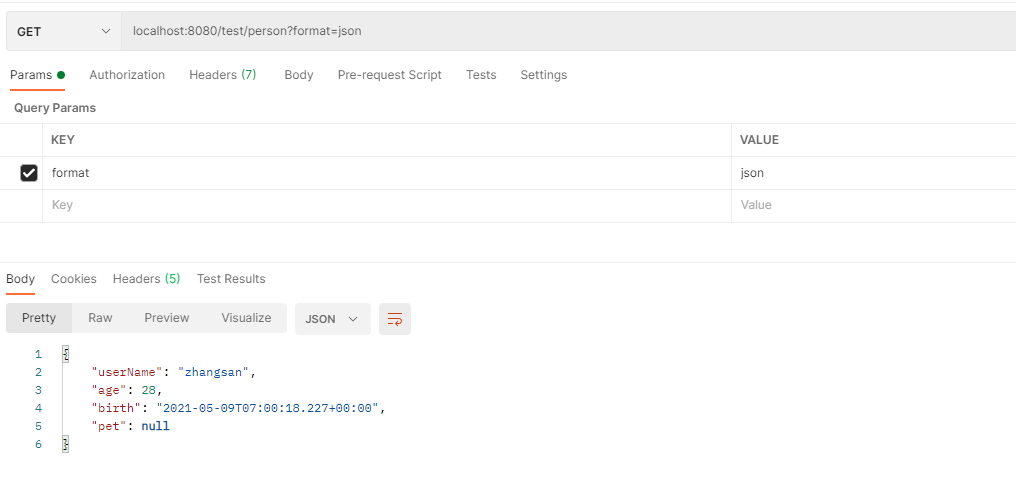 GET localhost:8080/test/person?format=json
Params Authorization Headers (7) Body Pre-request Script Tests Settings
Query Params
KEY VALUE
format json
Key Value
Body Cookies Headers (5) Test Results
Pretty Raw Preview Visualize JSON
1 {
2 "userName": "zhangsan",
3 "age": 28,
4 "birth": "2021-05-09T07:00:18.227+00:00",
5 "pet": null
6 }